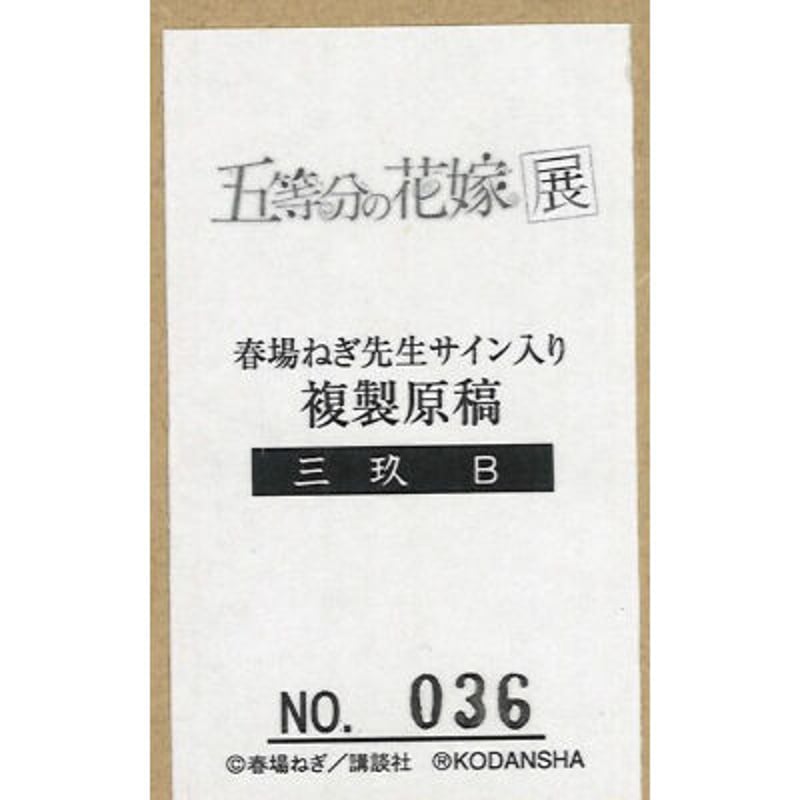 五等分の花嫁 展
春場ねぎ先生サイン入り
複製原稿
三玖 B
NO. 036
©春場ねぎ／講談社 ®KODANSHA